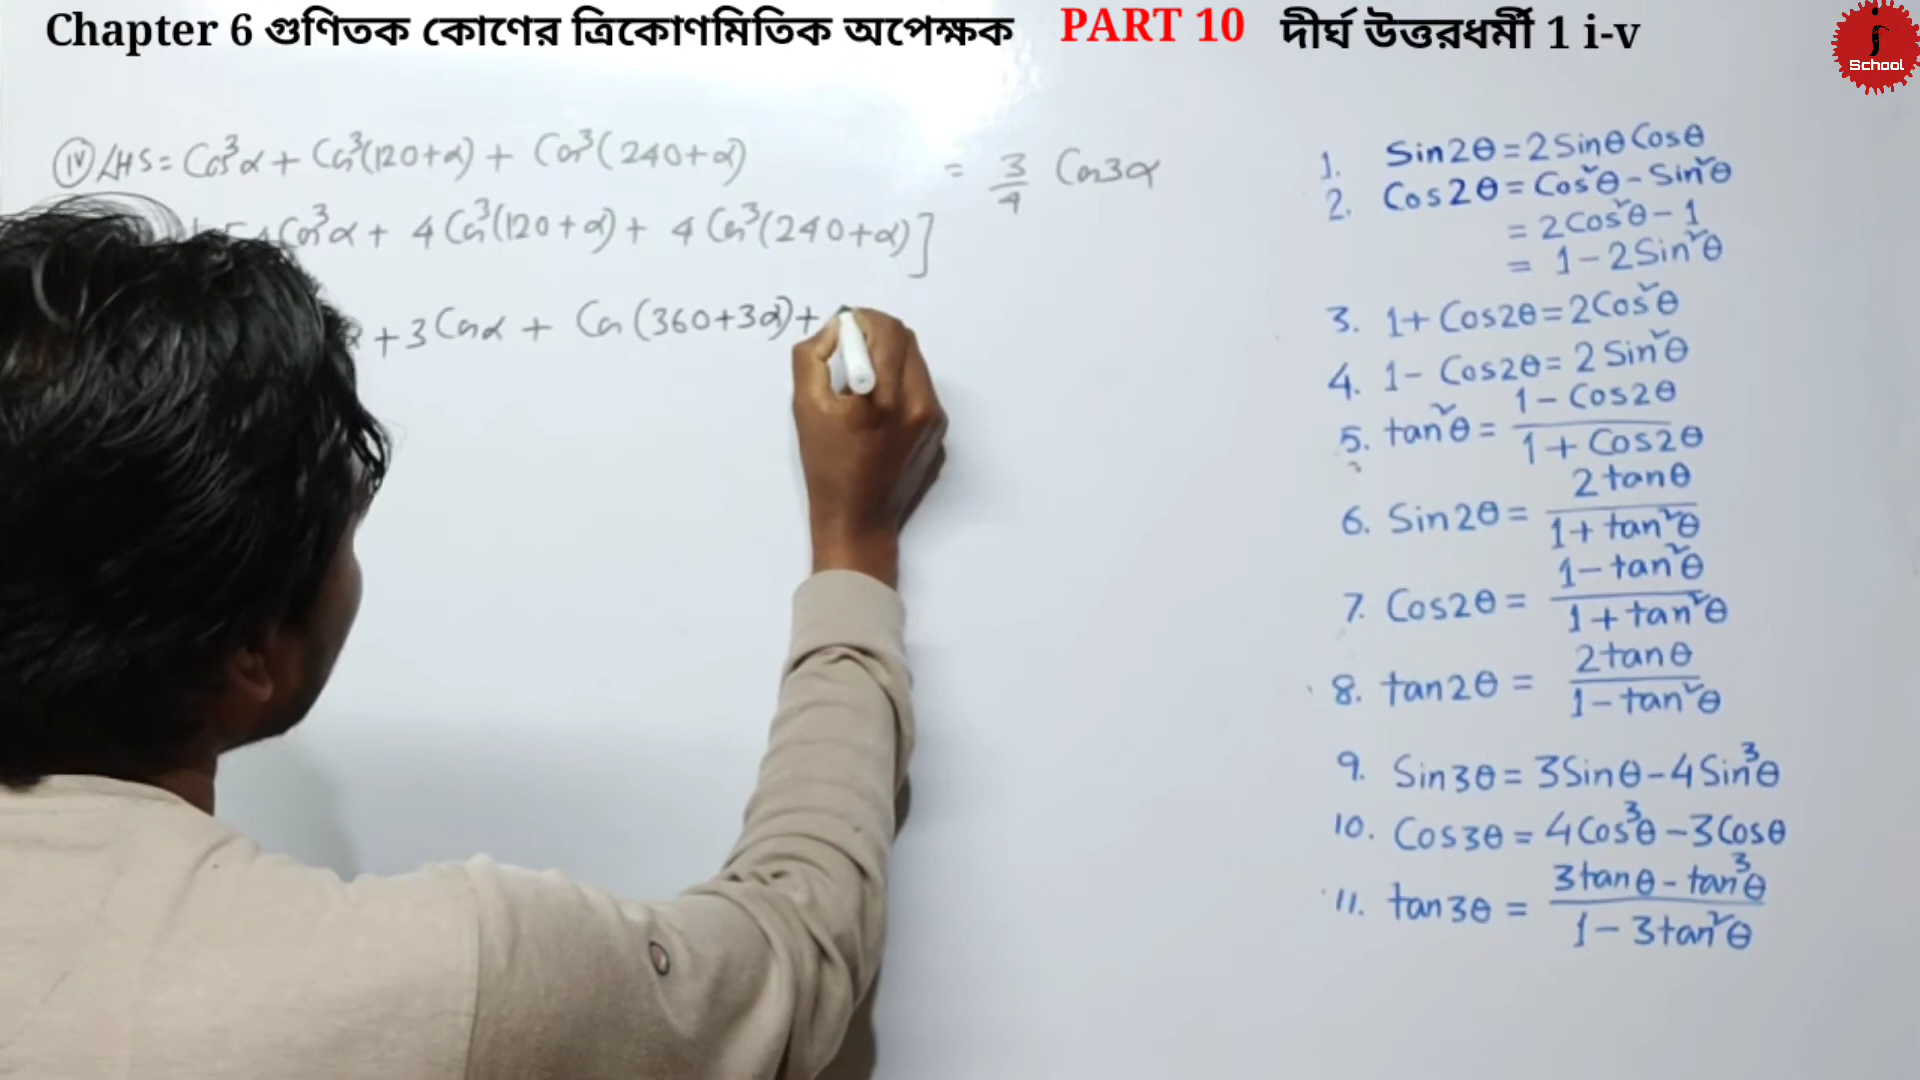 Chapter 6 গুণিতক কোণের ত্রিকোণমিতিক অপেক্ষক PART 10 দীর্ঘ উত্তরধর্মী 1 i-v
School
(iv) LHS = Cos³α + Cos³(120+α) + Cos³(240+α) = 3/4 Cos3α
4Cos³α + 4Cos³(120+α) + 4Cos³(240+α)]
+ 3Cosα + Cos(360+3α) +
1. Sin2θ = 2SinθCosθ
2. Cos2θ = Cos²θ - Sin²θ
= 2Cos²θ - 1
= 1 - 2Sin²θ
3. 1 + Cos2θ = 2Cos²θ
4. 1 - Cos2θ = 2Sin²θ
5. tan²θ = (1 - Cos2θ)/(1 + Cos2θ)
6. Sin2θ = 2tanθ/(1 + tan²θ)
7. Cos2θ = (1 - tan²θ)/(1 + tan²θ)
8. tan2θ = 2tanθ/(1 - tan²θ)
9. Sin3θ = 3Sinθ - 4Sin³θ
10. Cos3θ = 4Cos³θ - 3Cosθ
11. tan3θ = (3tanθ - tan³θ)/(1 - 3tan²θ)